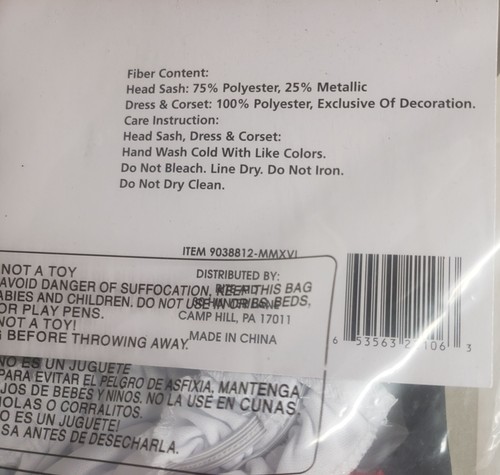 Fiber Content:
Head Sash: 75% Polyester, 25% Metallic
Dress & Corset: 100% Polyester, Exclusive Of Decoration.
Care Instruction:
Head Sash, Dress & Corset:
Hand Wash Cold With Like Colors.
Do Not Bleach. Line Dry. Do Not Iron.
Do Not Dry Clean.
ITEM 9038812-MMXVI
DISTRIBUTED BY:
CAMP HILL, PA 17011
MADE IN CHINA
6 53563 106 3
NOT A TOY
AVOID DANGER OF SUFFOCATION, KEEP THIS BAG
ABIES AND CHILDREN. DO NOT USE IN CRIBS, BEDS,
OR PLAY PENS.
NOT A TOY!
BEFORE THROWING AWAY.
NO ES UN JUGUETE
PARA EVITAR EL PELGRO DE ASFIXIA, MANTENGA
JOS DE BEBES Y NINOS. NO LA USE EN CUNAS,
OLAS O CORRALITOS.
O ES UN JUGUETE!
SA ANTES DE DESECHARLA.